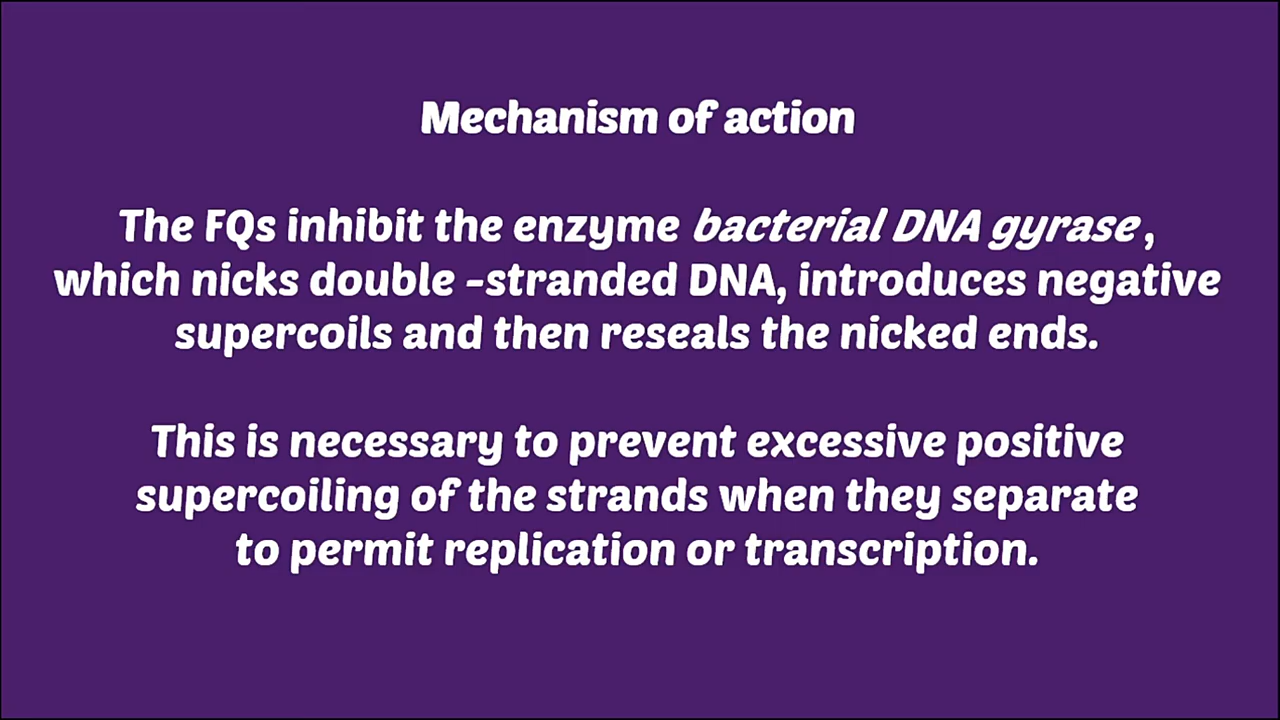 Mechanism of action
The FQs inhibit the enzyme bacterial DNA gyrase ,
which nicks double -stranded DNA, introduces negative
supercoils and then reseals the nicked ends.
This is necessary to prevent excessive positive
supercoiling of the strands when they separate
to permit replication or transcription.